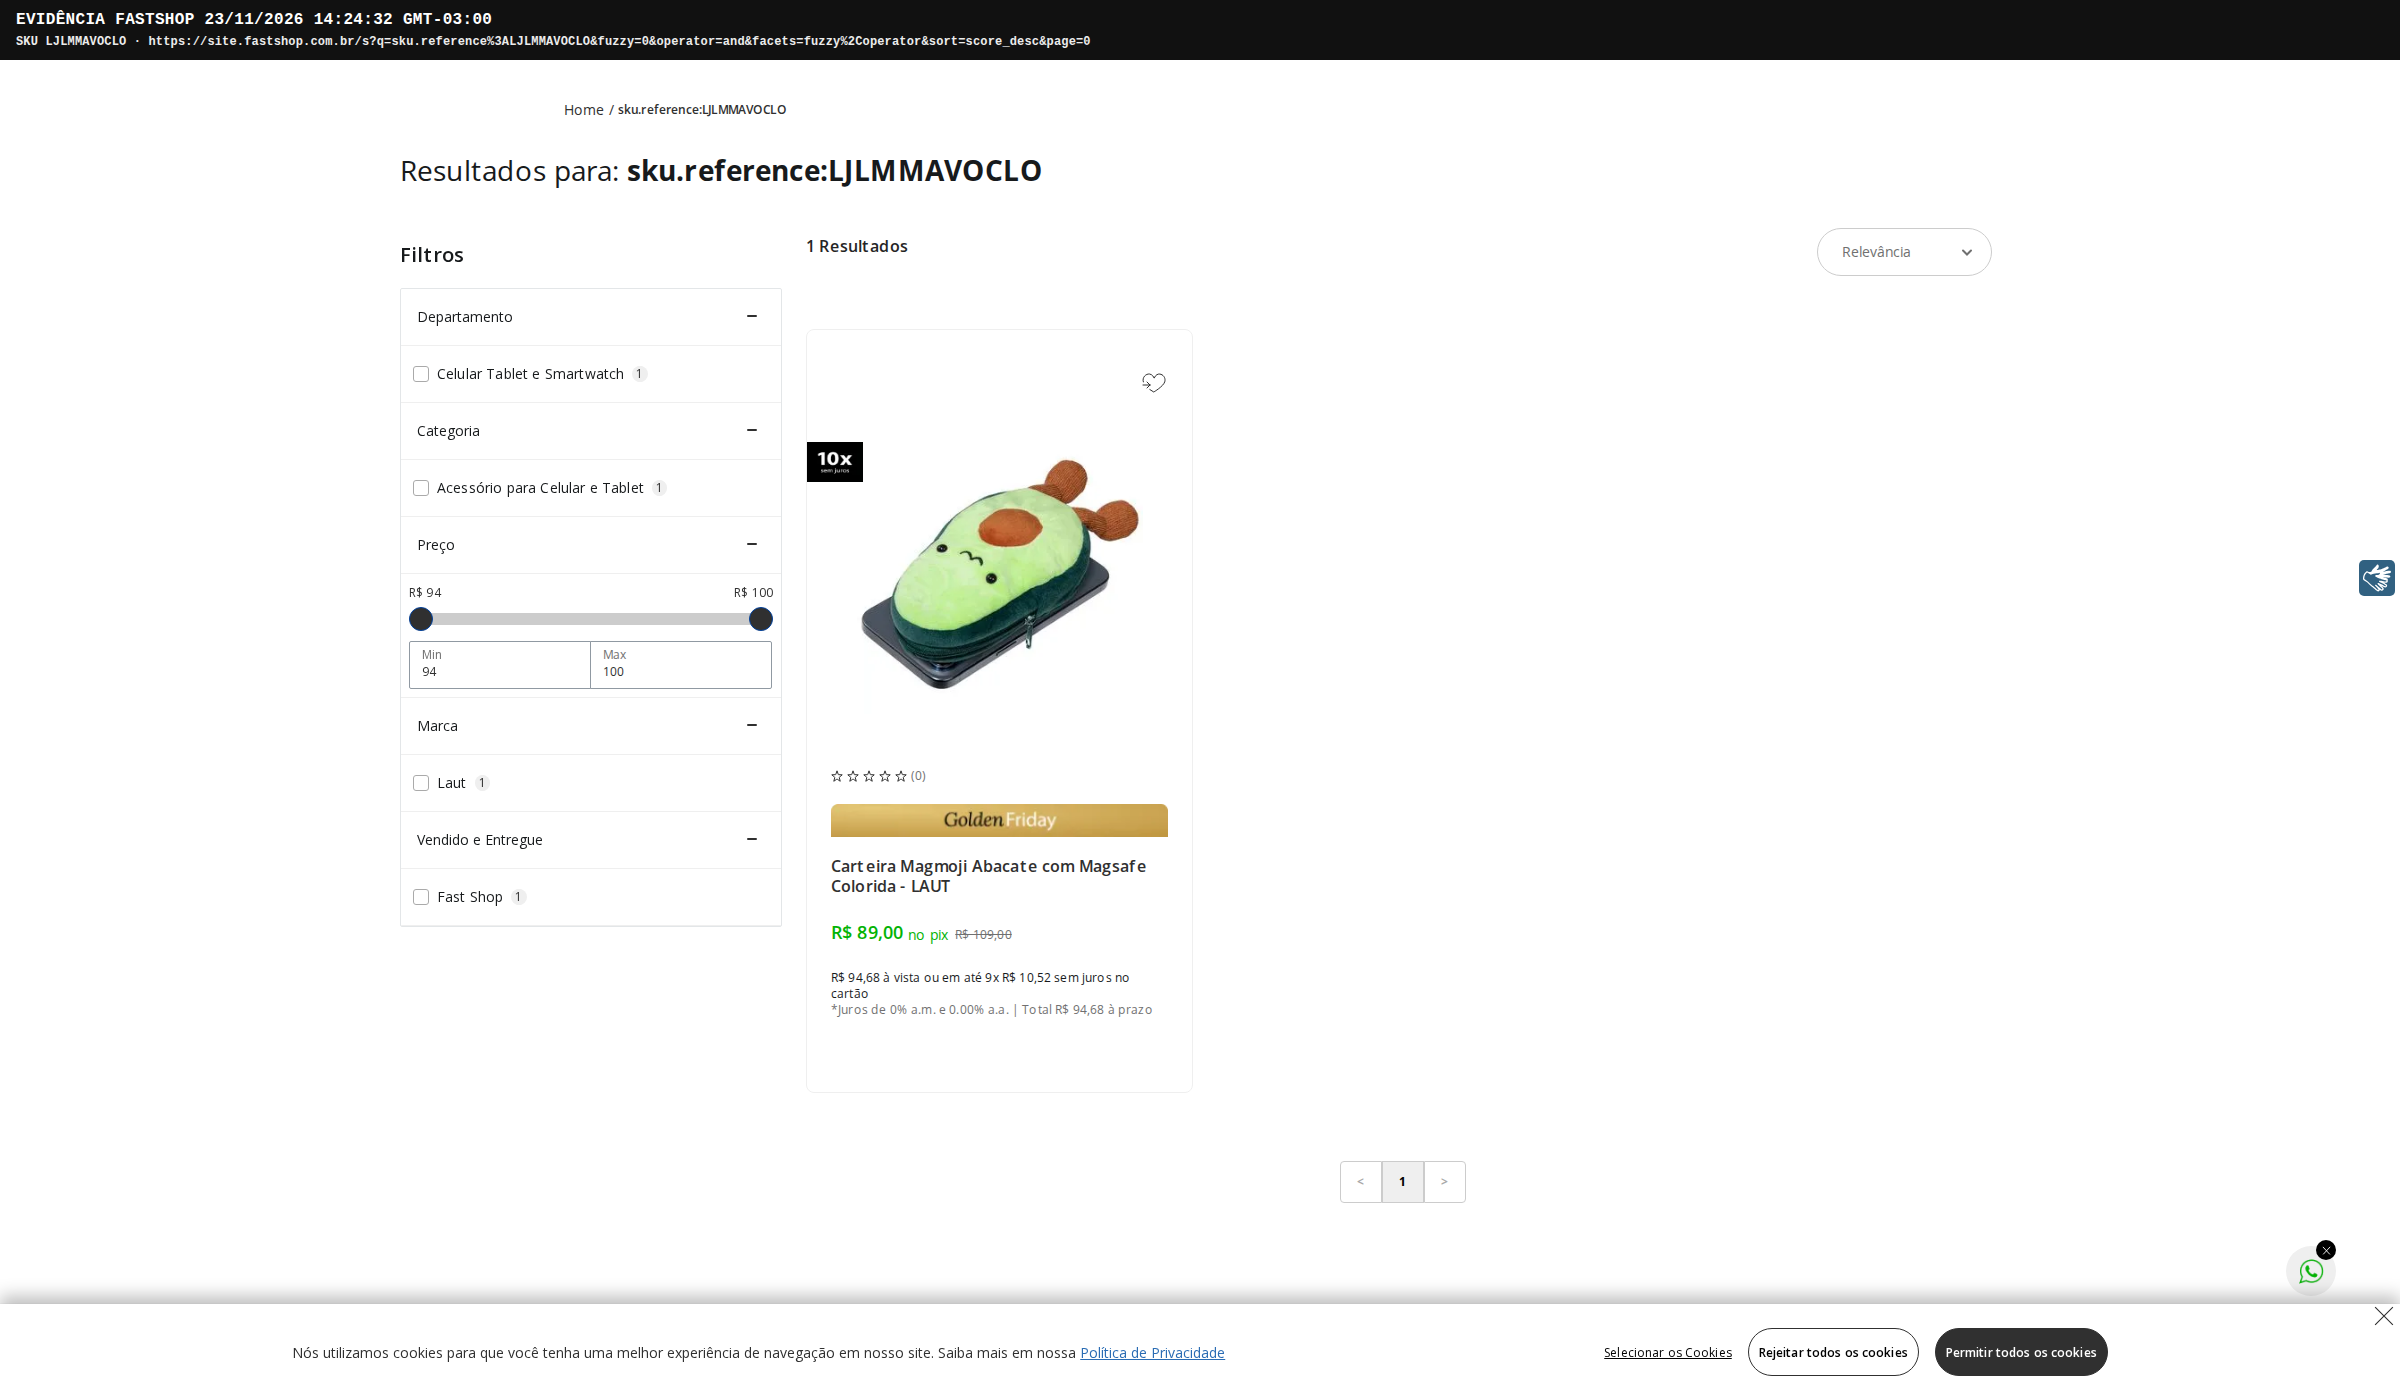 EVIDÊNCIA FASTSHOP 23/11/2026 14:24:32 GMT-03:00
SKU LJLMMAVOCLO · https://site.fastshop.com.br/s?q=sku.reference%3ALJLMMAVOCLO&fuzzy=0&operator=and&facets=fuzzy%2Coperator&sort=score_desc&page=0
Home / sku.reference:LJLMMAVOCLO
Resultados para: sku.reference:LJLMMAVOCLO
Filtros
1 Resultados
Relevância
Departamento
Celular Tablet e Smartwatch 1
Categoria
Acessório para Celular e Tablet 1
Preço
R$ 94 R$ 100
Min Max
94 100
Marca
Laut 1
Vendido e Entregue
Fast Shop 1
10x
sem juros
(0)
Golden Friday
Carteira Magmoji Abacate com Magsafe
Colorida - LAUT
R$ 89,00 no pix R$ 109,00
R$ 94,68 à vista ou em até 9x R$ 10,52 sem juros no
cartão
*Juros de 0% a.m. e 0.00% a.a. | Total R$ 94,68 à prazo
< 1 >
Nós utilizamos cookies para que você tenha uma melhor experiência de navegação em nosso site. Saiba mais em nossa Política de Privacidade
Selecionar os Cookies
Rejeitar todos os cookies
Permitir todos os cookies